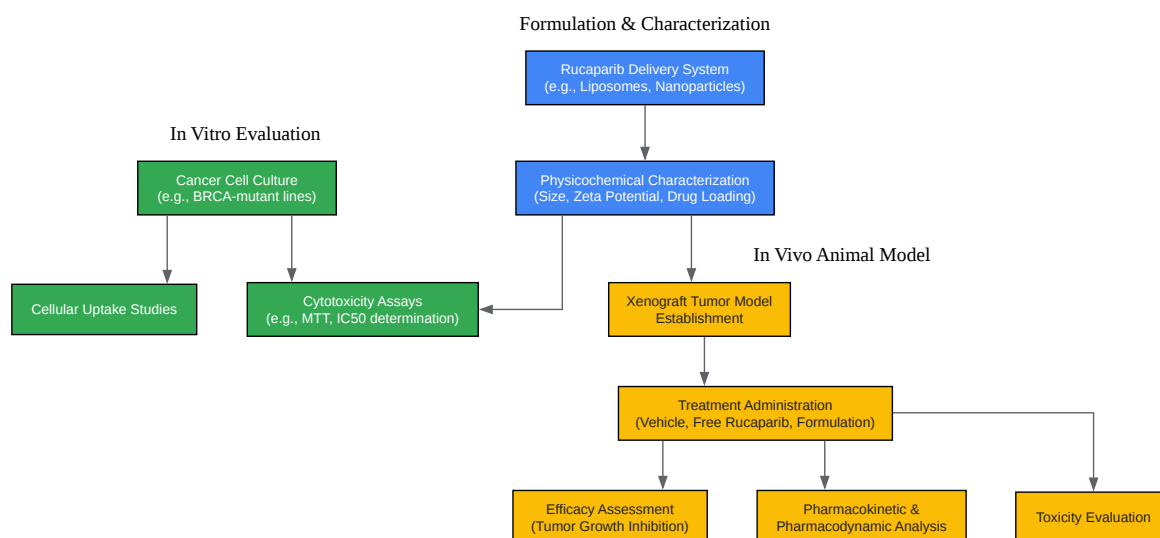 Formulation & Characterization
Rucaparib Delivery System
(e.g., Liposomes, Nanoparticles)
In Vitro Evaluation
Cancer Cell Culture
(e.g., BRCA-mutant lines)
Physicochemical Characterization
(Size, Zeta Potential, Drug Loading)
In Vivo Animal Model
Cellular Uptake Studies
Cytotoxicity Assays
(e.g., MTT, IC50 determination)
Xenograft Tumor Model
Establishment
Treatment Administration
(Vehicle, Free Rucaparib, Formulation)
Efficacy Assessment
(Tumor Growth Inhibition)
Pharmacokinetic &
Pharmacodynamic Analysis
Toxicity Evaluation